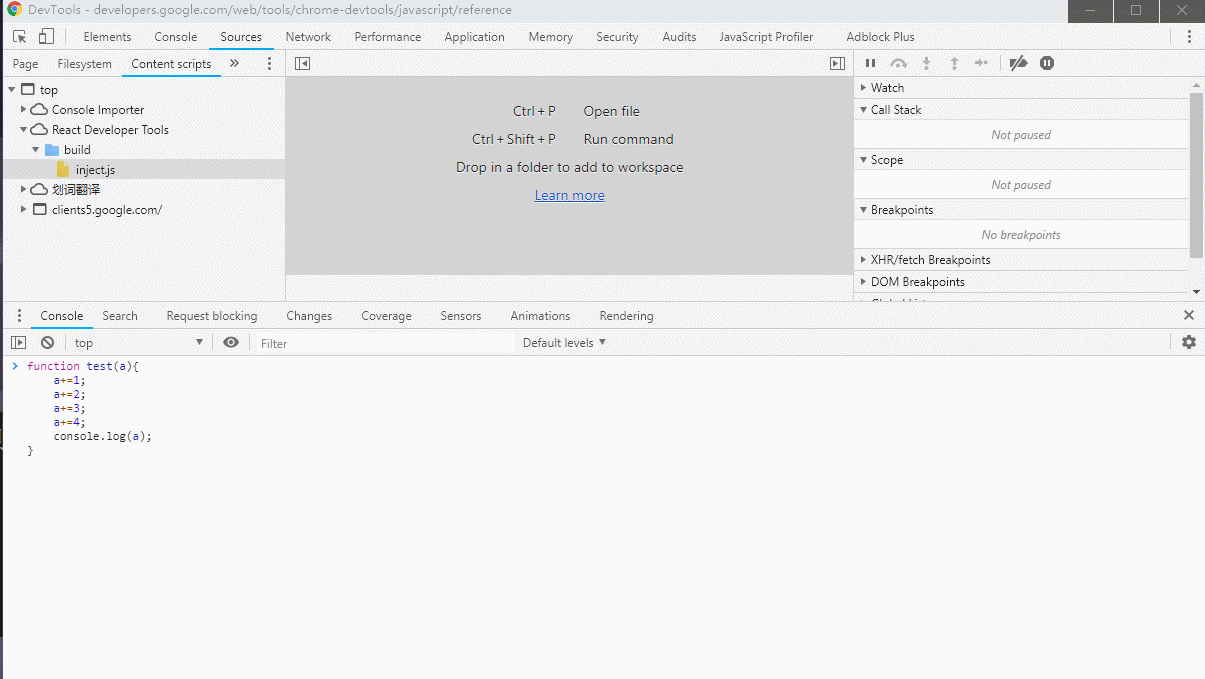 DevTools - developers.google.com/web/tools/chrome-devtools/javascript/reference
Elements Console Sources Network Performance Application Memory Security Audits JavaScript Profiler Adblock Plus
Page Filesystem Content scripts »
top
Console Importer
React Developer Tools
build
inject.js
划词翻译
clients5.google.com/
Ctrl + P Open file
Ctrl + Shift + P Run command
Drop in a folder to add to workspace
Learn more
Watch
Call Stack
Not paused
Scope
Not paused
Breakpoints
No breakpoints
XHR/fetch Breakpoints
DOM Breakpoints
Console Search Request blocking Changes Coverage Sensors Animations Rendering
top Filter Default levels
function test(a){
a+=1;
a+=2;
a+=3;
a+=4;
console.log(a);
}